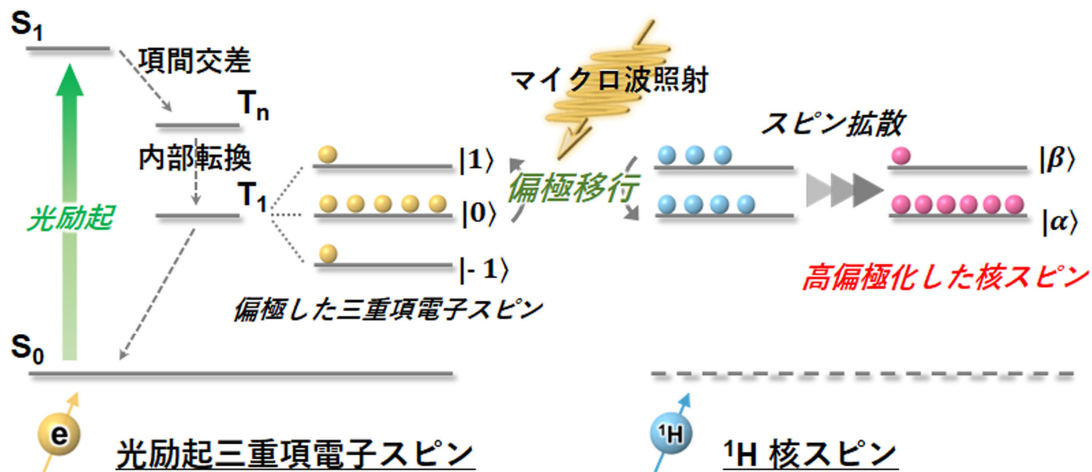 S1
項間交差
Tn
内部転換
T1
光励起
|1⟩
|0⟩
|-1⟩
偏極した三重項電子スピン
マイクロ波照射
偏極移行
スピン拡散
|β⟩
|α⟩
高偏極化した核スピン
S0
e
光励起三重項電子スピン
1H
1H 核スピン